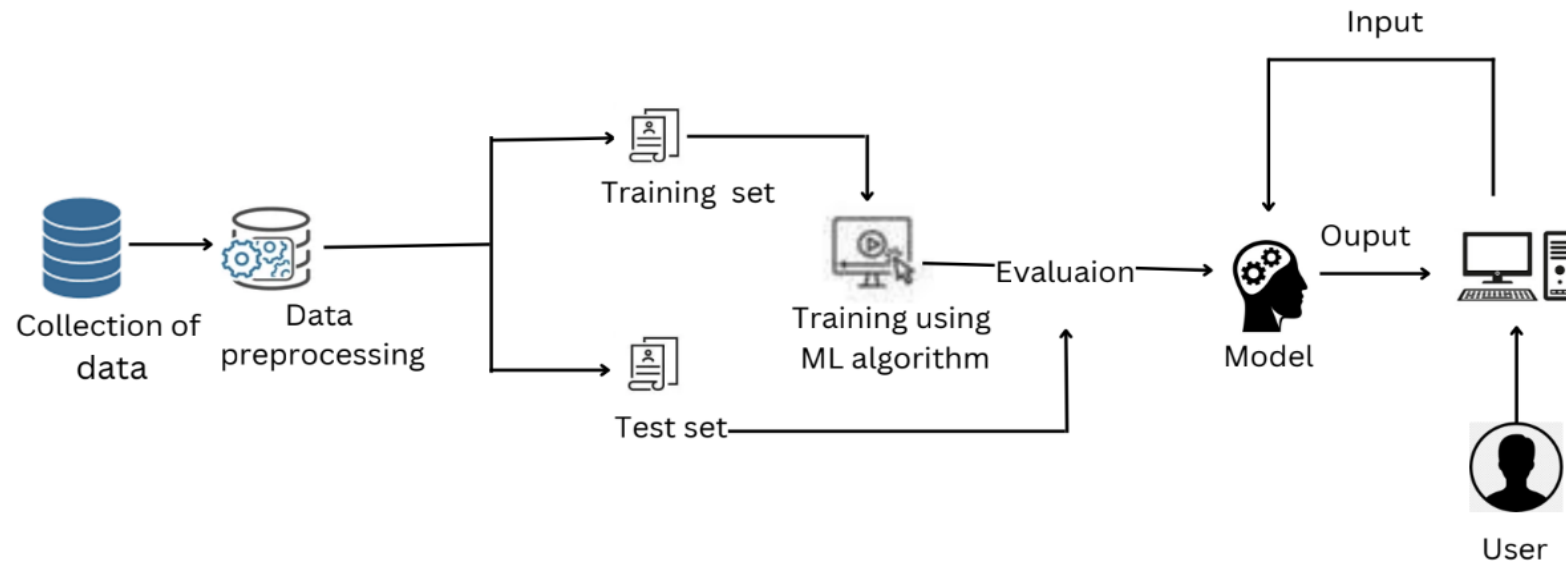 Input
Training  set
Ouput
Evaluaion
Collection of
data
Data
preprocessing
Training using
ML algorithm
Model
Test set
User